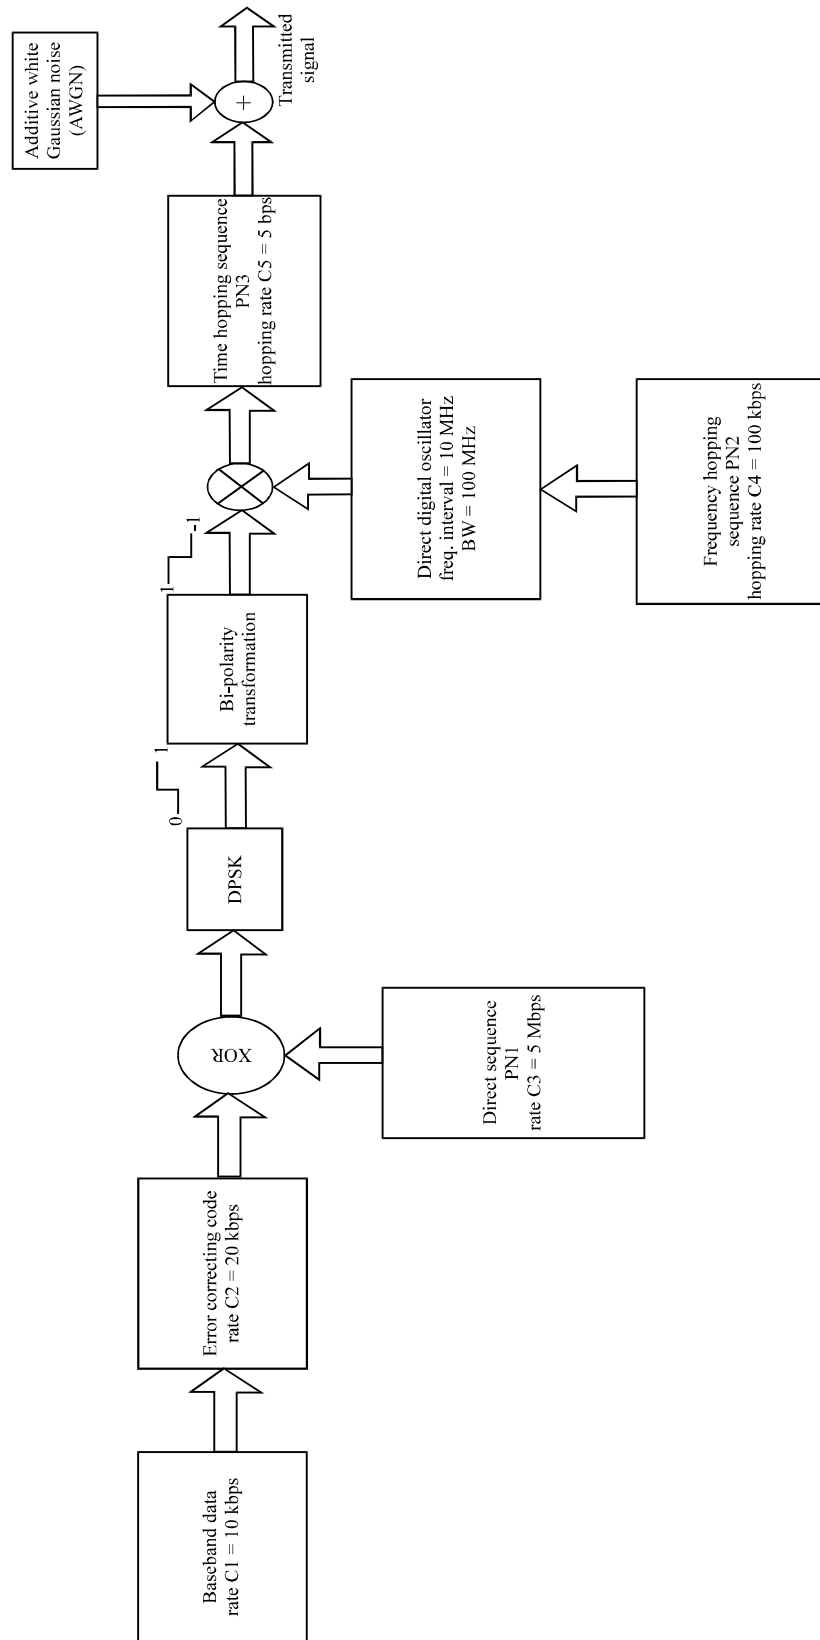 Baseband data
rate C1 = 10 kbps
Error correcting code
rate C2 = 20 kbps
XOR
Direct sequence
PN1
rate C3 = 5 Mbps
DPSK
0
1
Bi-polarity
transformation
1
-1
Direct digital oscillator
freq. interval = 10 MHz
BW = 100 MHz
Frequency hopping
sequence PN2
hopping rate C4 = 100 kbps
Time hopping sequence
PN3
hopping rate C5 = 5 bps
+
Additive white
Gaussian noise
(AWGN)
Transmitted
signal